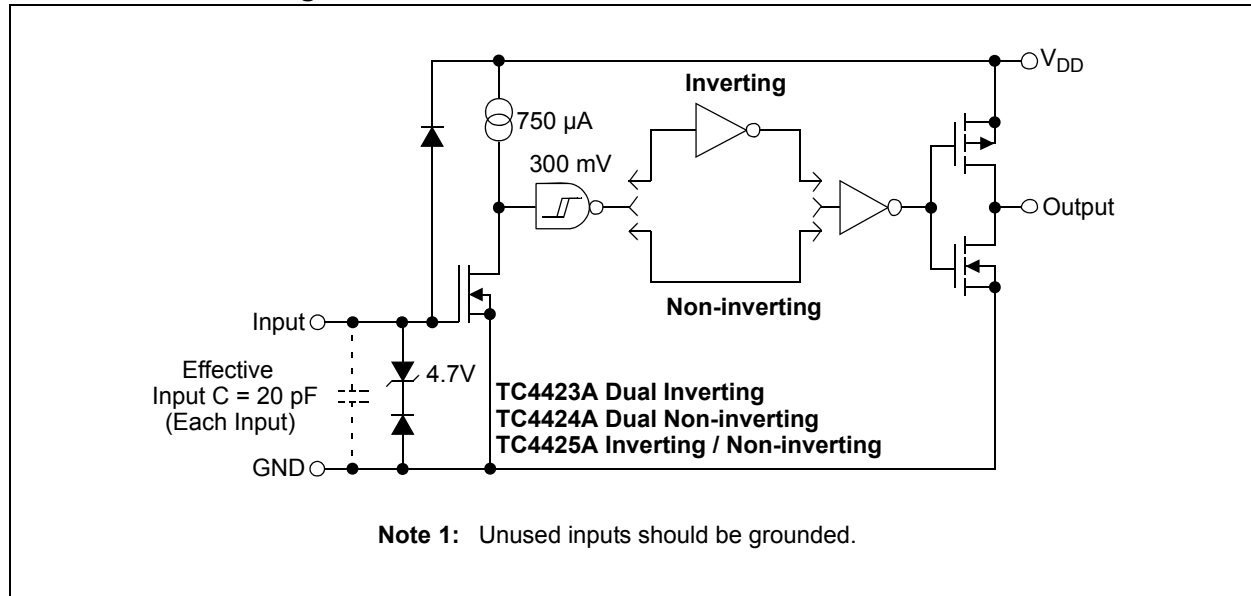 V_DD
Inverting
750 µA
300 mV
Output
Non-inverting
Input
Effective
Input C = 20 pF
(Each Input)
4.7V
TC4423A Dual Inverting
TC4424A Dual Non-inverting
TC4425A Inverting / Non-inverting
GND
Note 1: Unused inputs should be grounded.